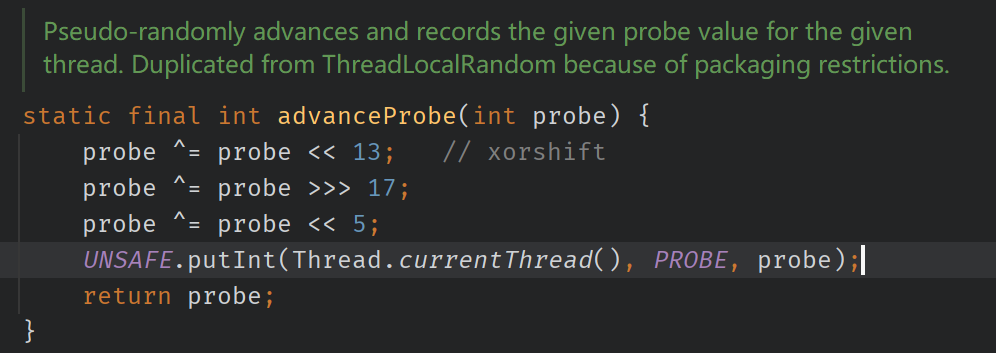 Pseudo-randomly advances and records the given probe value for the given
thread. Duplicated from ThreadLocalRandom because of packaging restrictions.
static final int advanceProbe(int probe) {
    probe ^= probe << 13;   // xorshift
    probe ^= probe >>> 17;
    probe ^= probe << 5;
    UNSAFE.putInt(Thread.currentThread(), PROBE, probe);
    return probe;
}